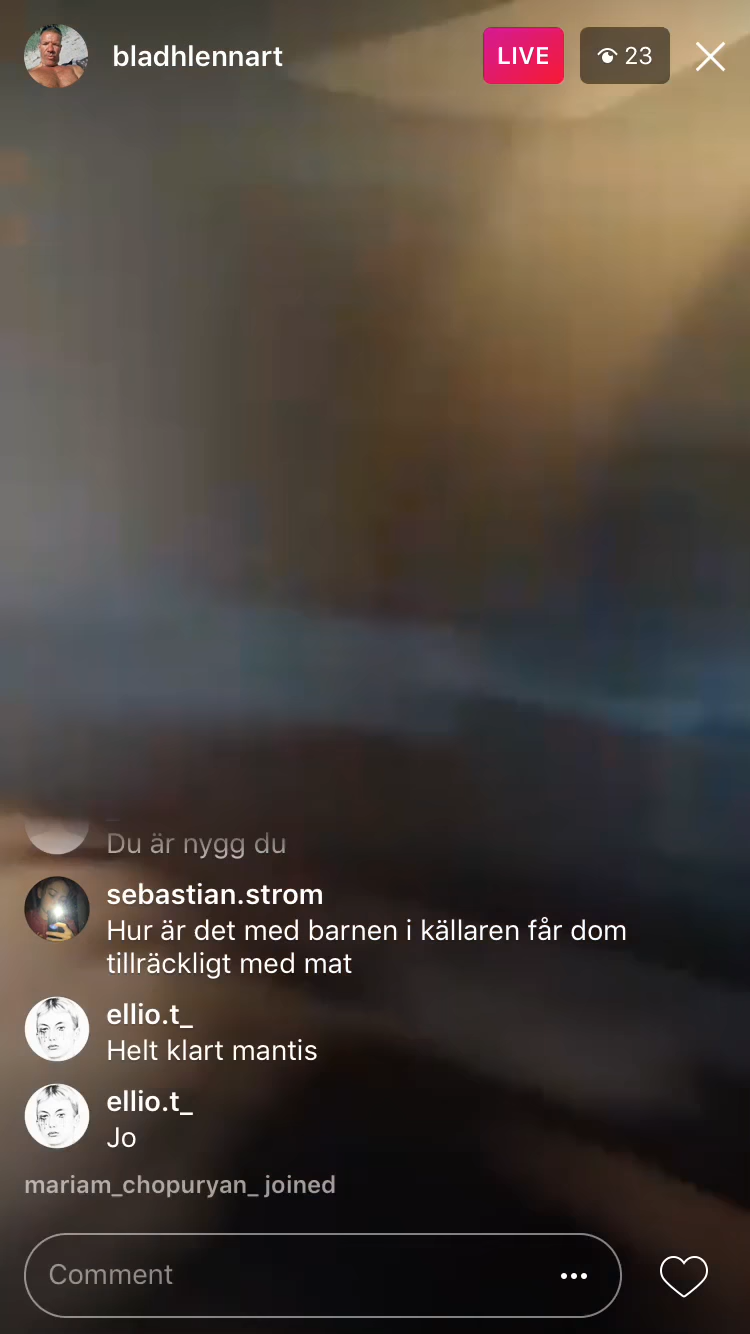 bladhlennart
LIVE
23
Du är nygg du
sebastian.strom
Hur är det med barnen i källaren får dom
tillräckligt med mat
ellio.t_
Helt klart mantis
ellio.t_
Jo
mariam_chopuryan_ joined
Comment